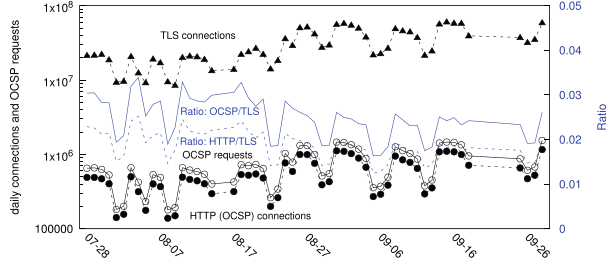 daily connections and OCSP requests
1x10^8
1x10^7
1x10^6
100000
TLS connections
Ratio: OCSP/TLS
Ratio: HTTP/TLS
OCSP requests
HTTP (OCSP) connections
0.05
0.04
0.03
0.02
0.01
0
Ratio
07-28
08-07
08-17
08-27
09-06
09-16
09-26